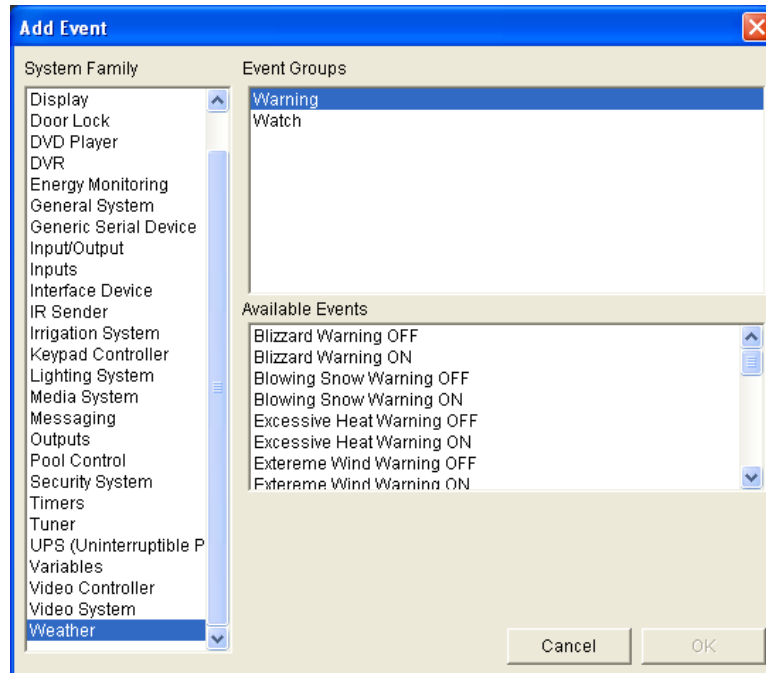 Add Event
System Family
Display
Door Lock
DVD Player
DVR
Energy Monitoring
General System
Generic Serial Device
Input/Output
Inputs
Interface Device
IR Sender
Irrigation System
Keypad Controller
Lighting System
Media System
Messaging
Outputs
Pool Control
Security System
Timers
Tuner
UPS (Uninterruptible P
Variables
Video Controller
Video System
Weather
Event Groups
Warning
Watch
Available Events
Blizzard Warning OFF
Blizzard Warning ON
Blowing Snow Warning OFF
Blowing Snow Warning ON
Excessive Heat Warning OFF
Excessive Heat Warning ON
Extereme Wind Warning OFF
Extereme Wind Warning ON
Cancel
OK